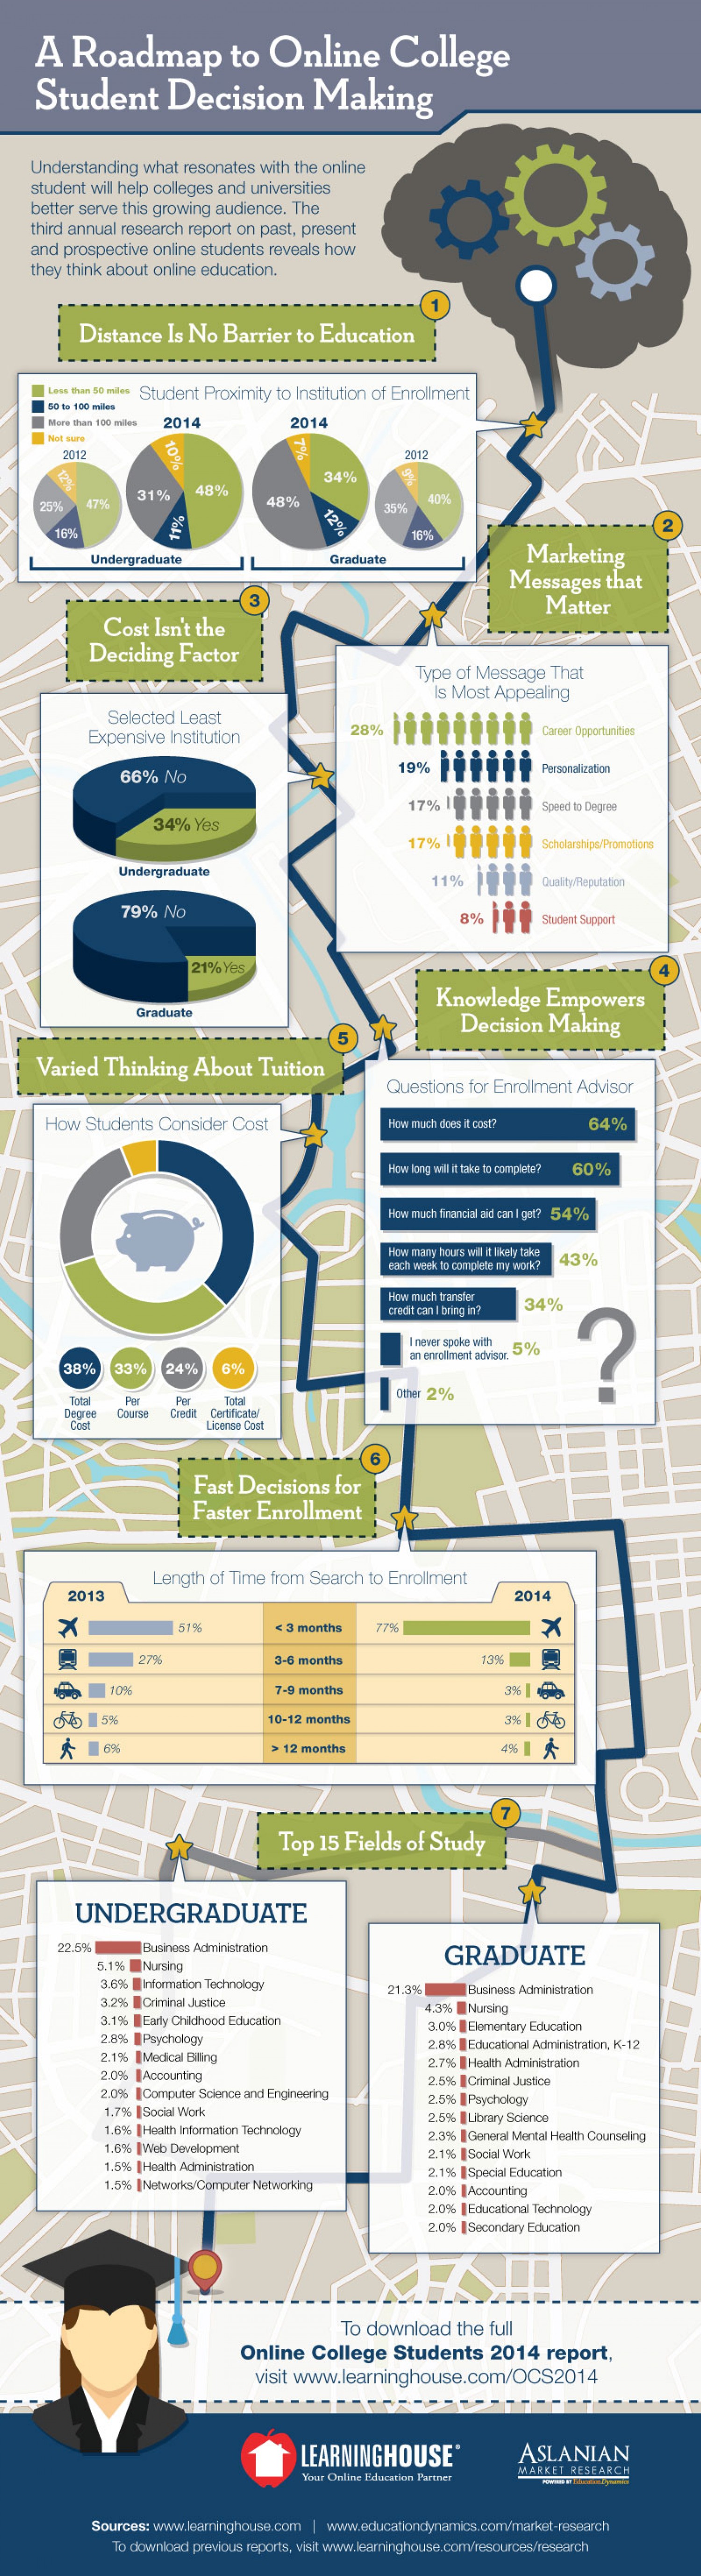 A Roadmap to Online College
Student Decision Making
Understanding what resonates with the online
student will help colleges and universities
better serve this growing audience. The
third annual research report on past, present
and prospective online students reveals how
they think about online education.
1
Distance Is No Barrier to Education
Student Proximity to Institution of Enrollment
Less than 50 miles
50 to 100 miles
More than 100 miles
Not sure
2012
12%
47%
25%
16%
2014
10%
48%
31%
11%
Undergraduate
2014
7%
34%
48%
12%
2012
9%
40%
35%
16%
Graduate
2
Marketing
Messages that
Matter
Type of Message That
Is Most Appealing
28% Career Opportunities
19% Personalization
17% Speed to Degree
17% Scholarships/Promotions
11% Quality/Reputation
8% Student Support
3
Cost Isn't the
Deciding Factor
Selected Least
Expensive Institution
66% No
34% Yes
Undergraduate
79% No
21% Yes
Graduate
4
Knowledge Empowers
Decision Making
Questions for Enrollment Advisor
How much does it cost? 64%
How long will it take to complete? 60%
How much financial aid can I get? 54%
How many hours will it likely take
each week to complete my work? 43%
How much transfer
credit can I bring in? 34%
I never spoke with
an enrollment advisor. 5%
Other 2%
?
5
Varied Thinking About Tuition
How Students Consider Cost
38% 33% 24% 6%
Total
Degree
Cost
Per
Course
Per
Credit
Total
Certificate/
License Cost
6
Fast Decisions for
Faster Enrollment
Length of Time from Search to Enrollment
2013 2014
51% < 3 months 77%
27% 3-6 months 13%
10% 7-9 months 3%
5% 10-12 months 3%
6% > 12 months 4%
7
Top 15 Fields of Study
UNDERGRADUATE
22.5% Business Administration
5.1% Nursing
3.6% Information Technology
3.2% Criminal Justice
3.1% Early Childhood Education
2.8% Psychology
2.1% Medical Billing
2.0% Accounting
2.0% Computer Science and Engineering
1.7% Social Work
1.6% Health Information Technology
1.6% Web Development
1.5% Health Administration
1.5% Networks/Computer Networking
GRADUATE
21.3% Business Administration
4.3% Nursing
3.0% Elementary Education
2.8% Educational Administration, K-12
2.7% Health Administration
2.5% Criminal Justice
2.5% Psychology
2.5% Library Science
2.3% General Mental Health Counseling
2.1% Social Work
2.1% Special Education
2.0% Accounting
2.0% Educational Technology
2.0% Secondary Education
To download the full
Online College Students 2014 report,
visit www.learninghouse.com/OCS2014
LEARNINGHOUSE®
Your Online Education Partner
ASLANIAN
MARKET RESEARCH
POWERED BY EducationDynamics
Sources: www.learninghouse.com | www.educationdynamics.com/market-research
To download previous reports, visit www.learninghouse.com/resources/research